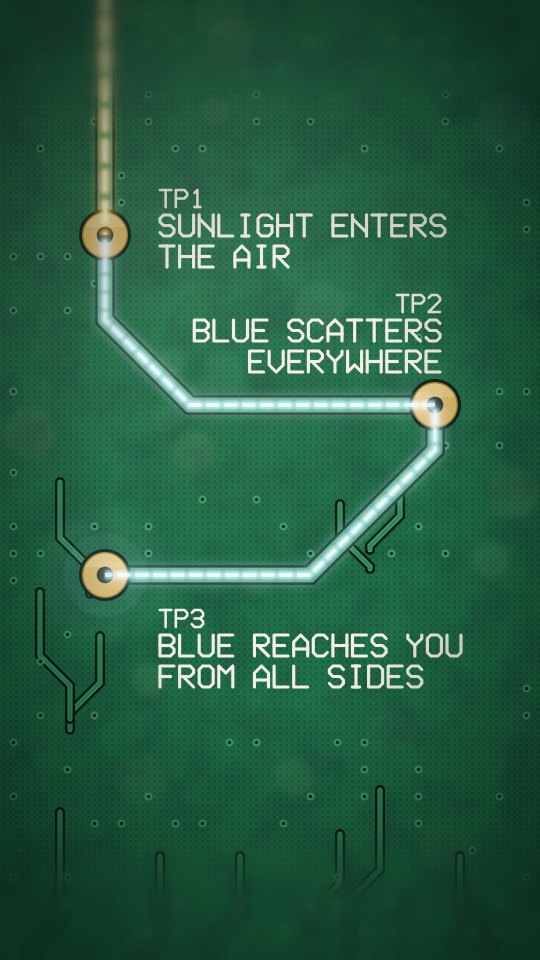 TP1
SUNLIGHT ENTERS
THE AIR
TP2
BLUE SCATTERS
EVERYWHERE
TP3
BLUE REACHES YOU
FROM ALL SIDES